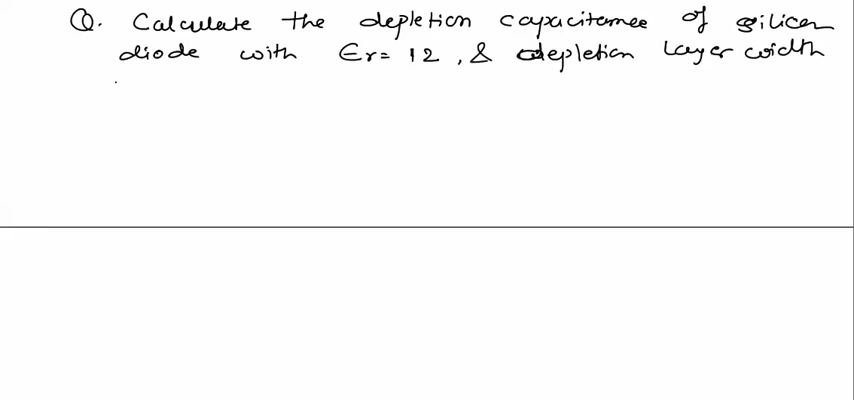 Q. Calculate the depletion capacitance of silicon
diode with Er= 12 , & depletion layer width